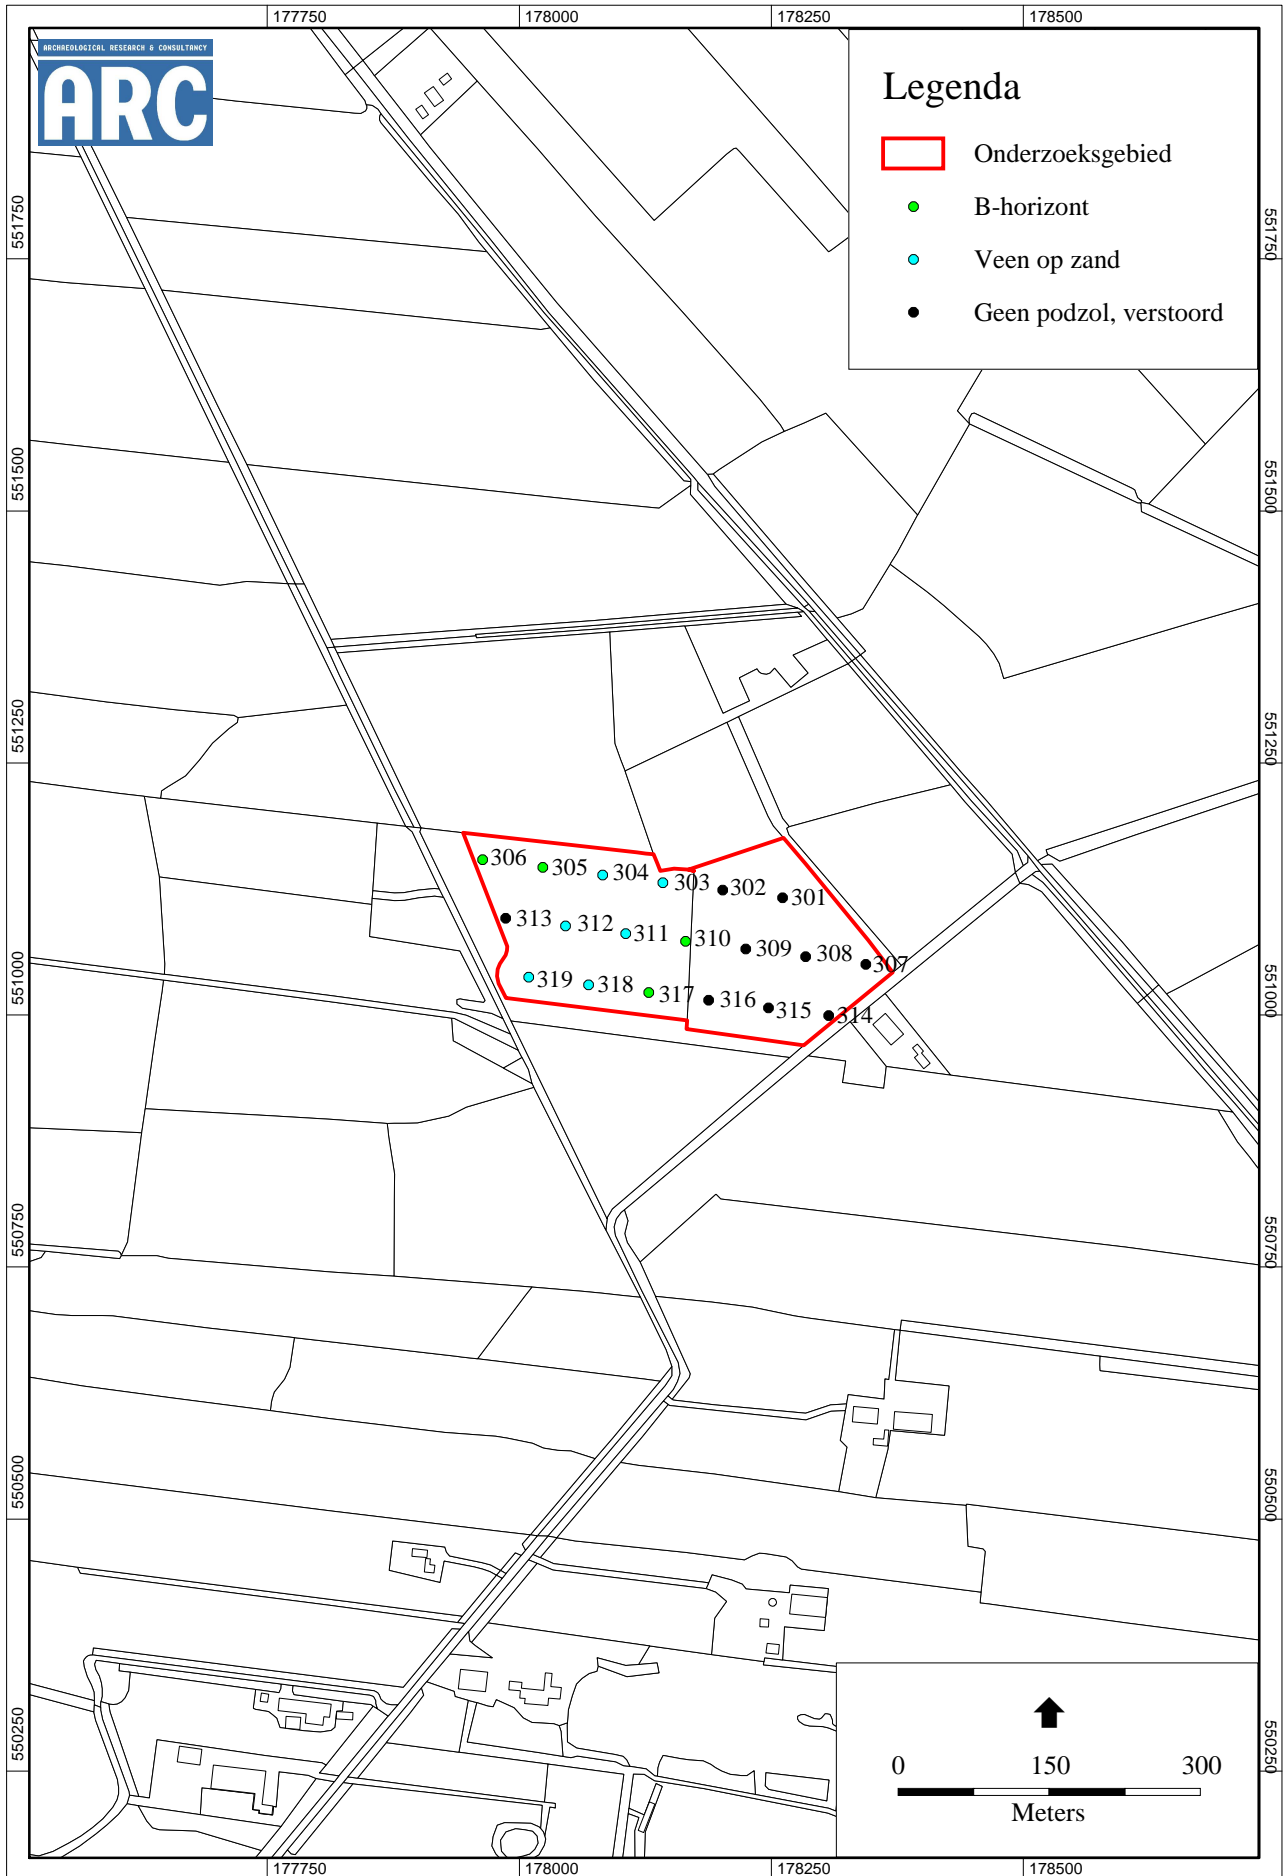 177750 178000 178250 178500
ARCHAEOLOGICAL RESEARCH & CONSULTANCY
ARC
Legenda
Onderzoeksgebied
B-horizont
Veen op zand
Geen podzol, verstoord
551750 551750
551500 551500
551250 551250
306 305 304 303 302 301
313 312 311 310 309 308 307
319 318 317 316 315 314
551000 551000
550750 550750
550500 550500
550250 550250
0 150 300
Meters
177750 178000 178250 178500